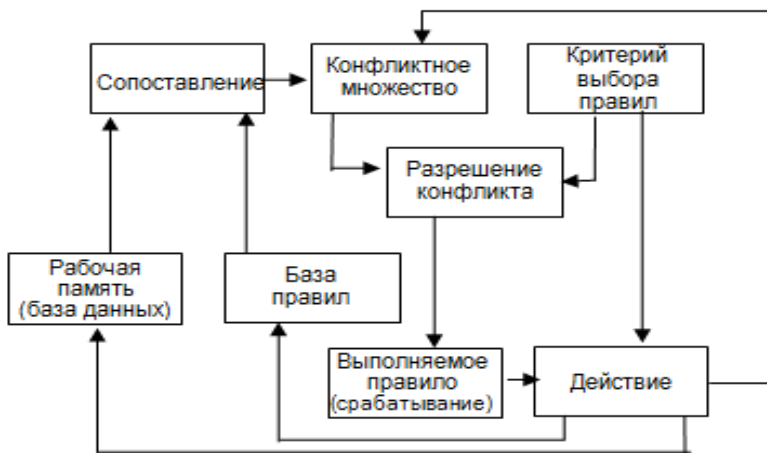 Сопоставление
Конфликтное
множество
Критерий
выбора
правил
Разрешение
конфликта
Рабочая
память
(база данных)
База
правил
Выполняемое
правило
(срабатывание)
Действие